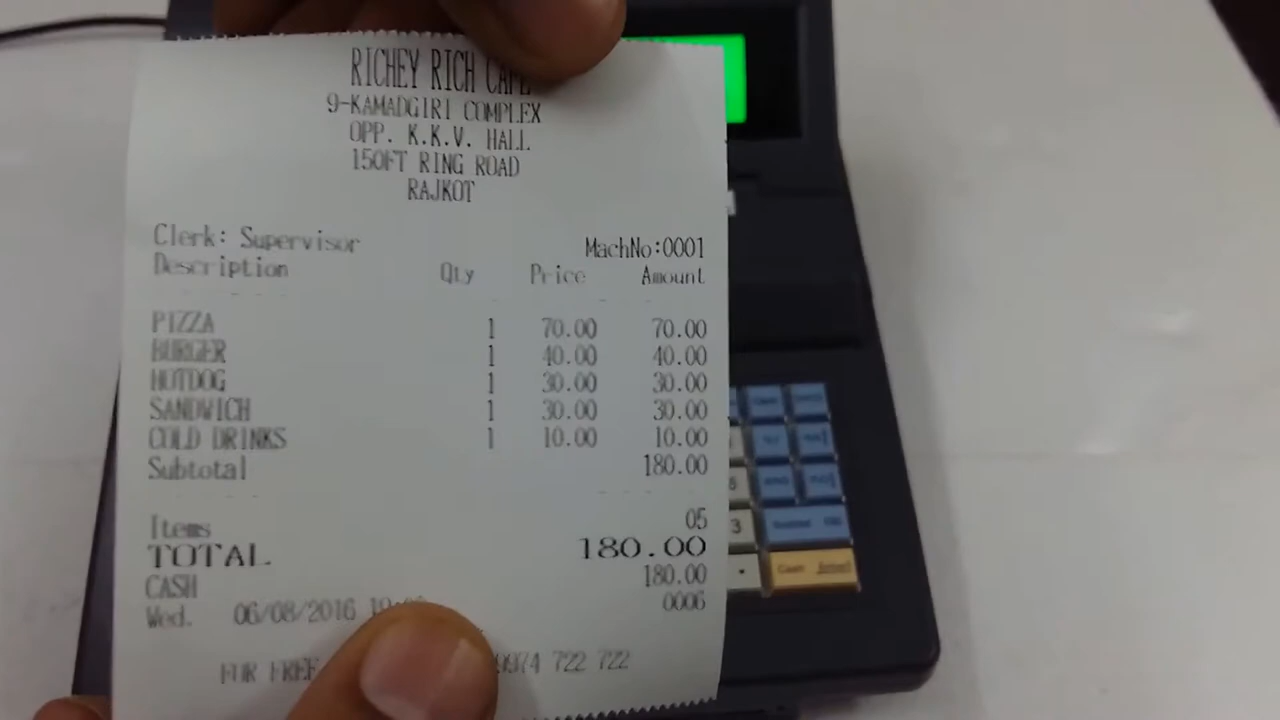 RICHEY RICH CAFE
9-KAMADGIRI COMPLEX
OPP. K.K.V. HALL
150FT RING ROAD
RAJKOT
Clerk: Supervisor MachNo:0001
Description Qty Price Amount
PIZZA 1 70.00 70.00
BURGER 1 40.00 40.00
HOTDOG 1 30.00 30.00
SANDWICH 1 30.00 30.00
COLD DRINKS 1 10.00 10.00
Subtotal 180.00
Items 05
TOTAL 180.00
CASH 180.00
Wed. 06/08/2016 0006
FOR FREE 9974 722 722
3
.
Cash